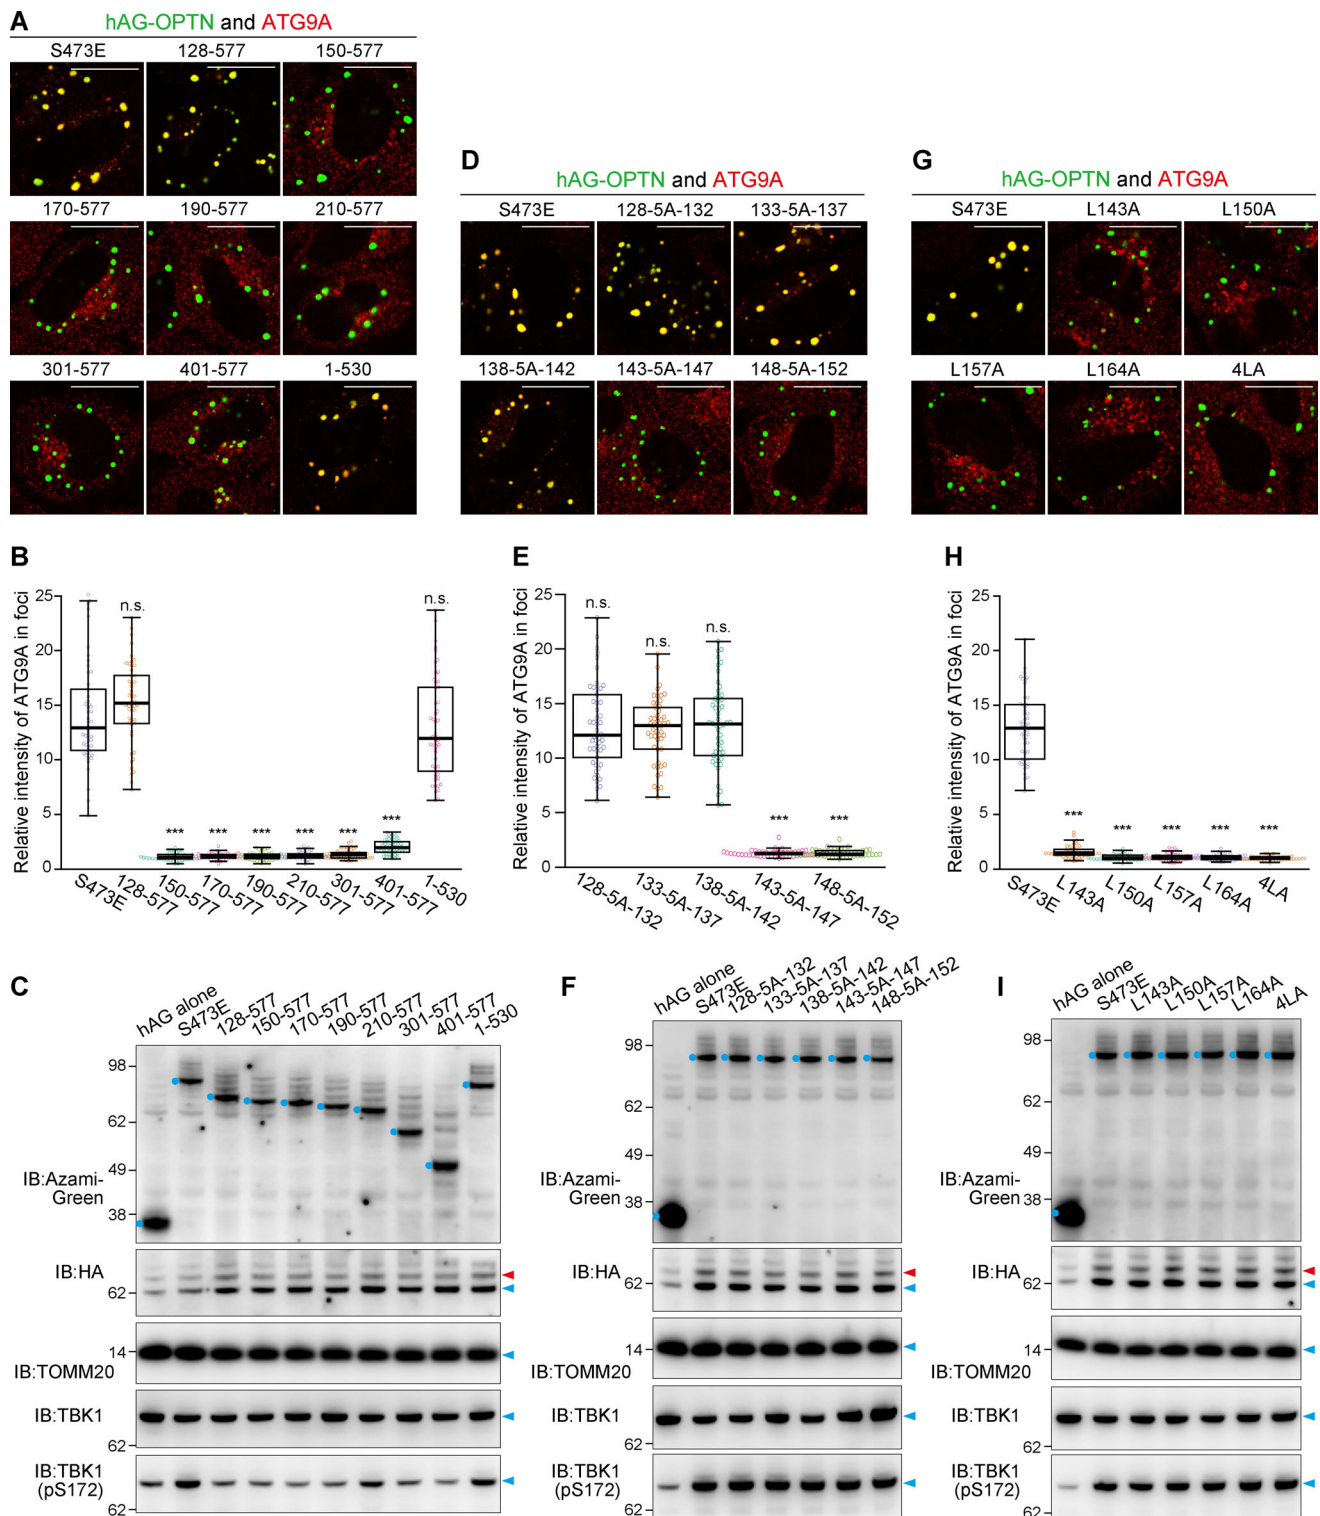 A
hAG-OPTN and ATG9A
S473E 128-577 150-577
170-577 190-577 210-577
301-577 401-577 1-530
D
hAG-OPTN and ATG9A
S473E 128-5A-132 133-5A-137
138-5A-142 143-5A-147 148-5A-152
G
hAG-OPTN and ATG9A
S473E L143A L150A
L157A L164A 4LA
B
Relative intensity of ATG9A in foci
25
20
15
10
5
0
n.s.
*** *** *** *** *** ***
n.s.
S473E 128-577 150-577 170-577 190-577 210-577 301-577 401-577 1-530
E
Relative intensity of ATG9A in foci
25
20
15
10
5
0
n.s. n.s. n.s.
*** ***
128-5A-132 133-5A-137 138-5A-142 143-5A-147 148-5A-152
H
Relative intensity of ATG9A in foci
25
20
15
10
5
0
*** *** *** *** ***
S473E L143A L150A L157A L164A 4LA
C
hAG alone S473E 128-577 150-577 170-577 190-577 210-577 301-577 401-577 1-530
98
62
49
38
IB:Azami-
Green
IB:HA
62
14
IB:TOMM20
IB:TBK1
62
IB:TBK1
(pS172)
62
F
hAG alone S473E 128-5A-132 133-5A-137 138-5A-142 143-5A-147 148-5A-152
98
62
49
38
IB:Azami-
Green
IB:HA
62
14
IB:TOMM20
IB:TBK1
62
IB:TBK1
(pS172)
62
I
hAG alone S473E L143A L150A L157A L164A 4LA
98
62
49
38
IB:Azami-
Green
IB:HA
62
14
IB:TOMM20
IB:TBK1
62
IB:TBK1
(pS172)
62